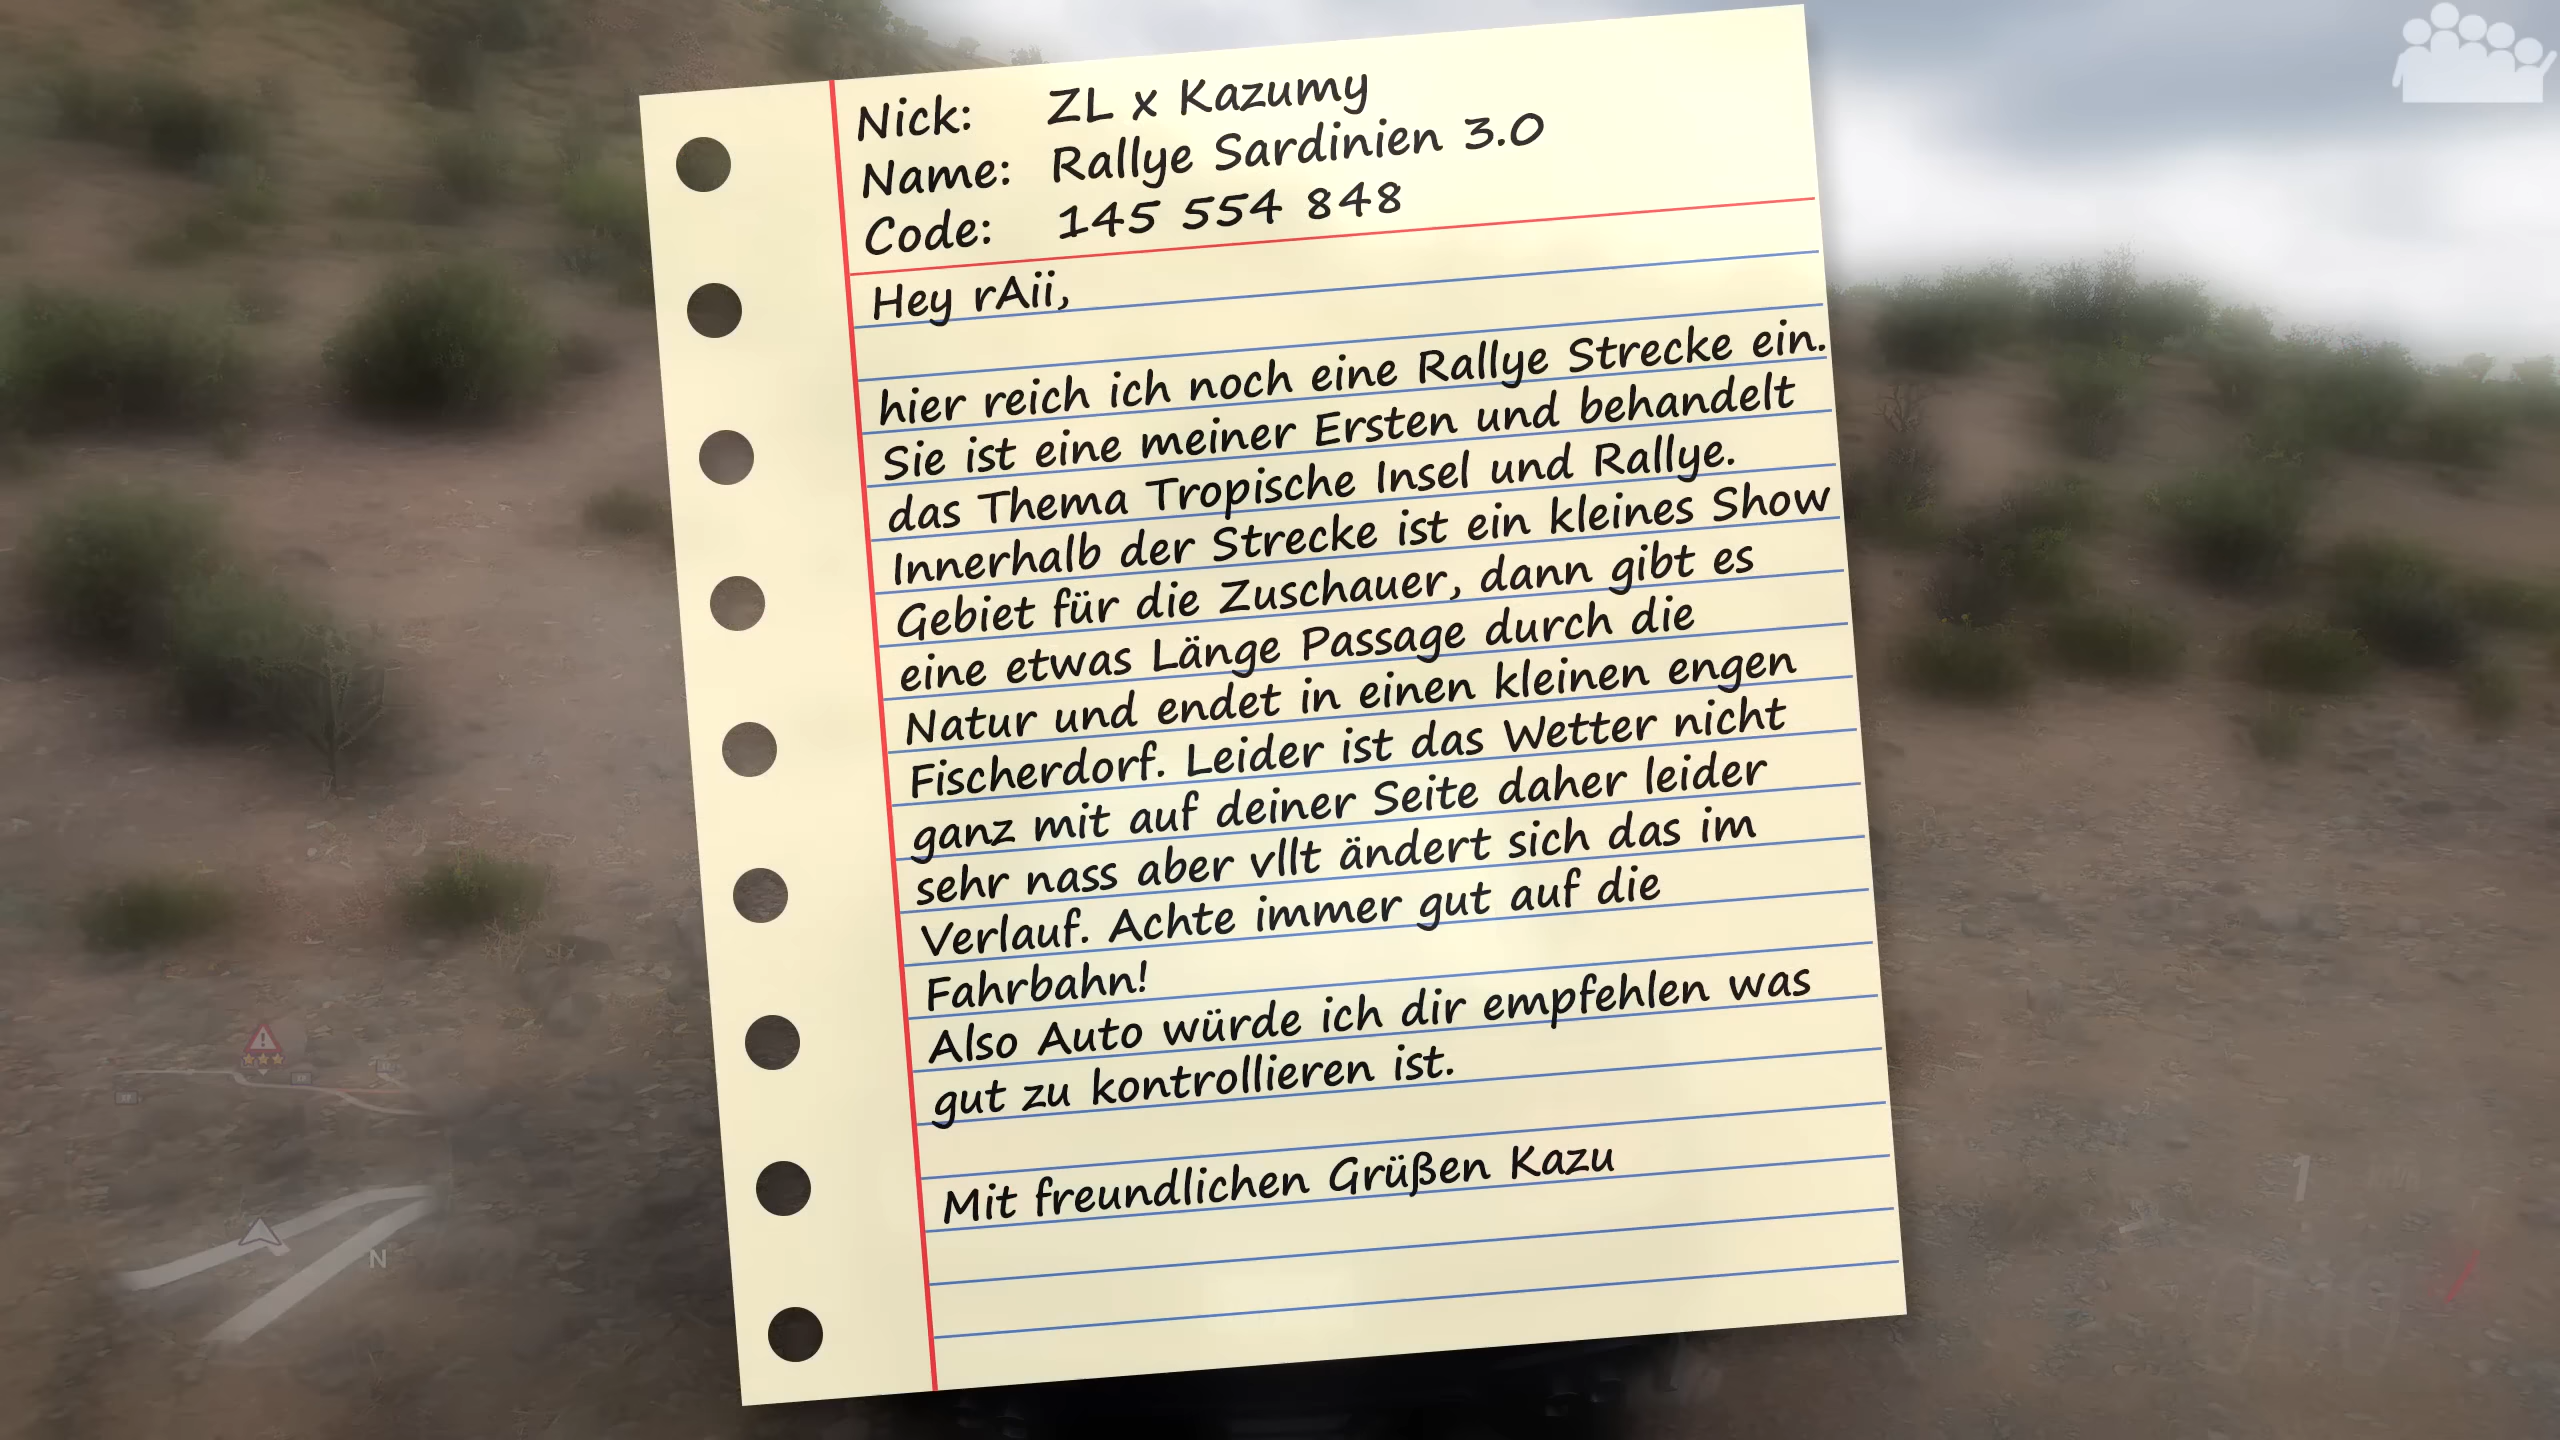 Nick: ZL x Kazumy
Name: Rallye Sardinien 3.0
Code: 145 554 848
Hey rAii,
hier reich ich noch eine Rallye Strecke ein.
Sie ist eine meiner Ersten und behandelt
das Thema Tropische Insel und Rallye.
Innerhalb der Strecke ist ein kleines Show
Gebiet für die Zuschauer, dann gibt es
eine etwas Länge Passage durch die
Natur und endet in einen kleinen engen
Fischerdorf. Leider ist das Wetter nicht
ganz mit auf deiner Seite daher leider
sehr nass aber vllt ändert sich das im
Verlauf. Achte immer gut auf die
Fahrbahn!
Also Auto würde ich dir empfehlen was
gut zu kontrollieren ist.
Mit freundlichen Grüßen Kazu
N
1